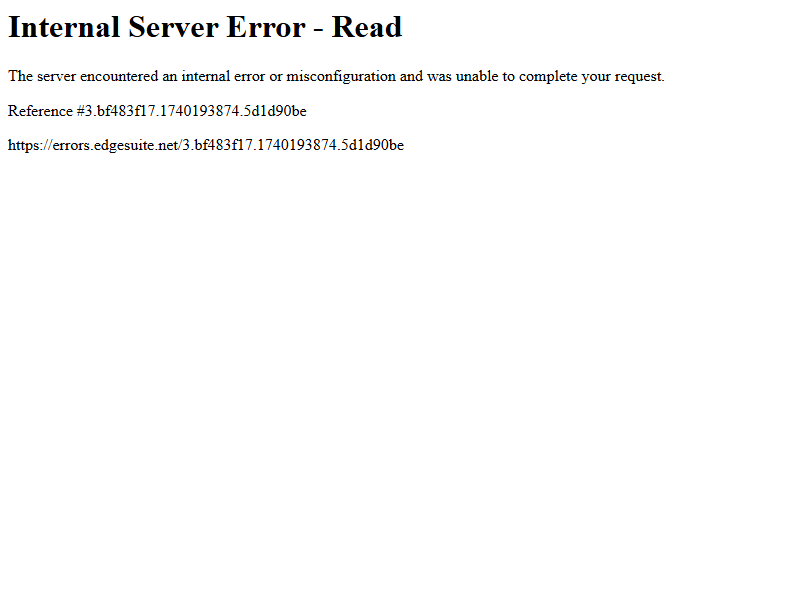 Internal Server Error - Read
The server encountered an internal error or misconfiguration and was unable to complete your request.
Reference #3.bf483f17.1740193874.5d1d90be
https://errors.edgesuite.net/3.bf483f17.1740193874.5d1d90be